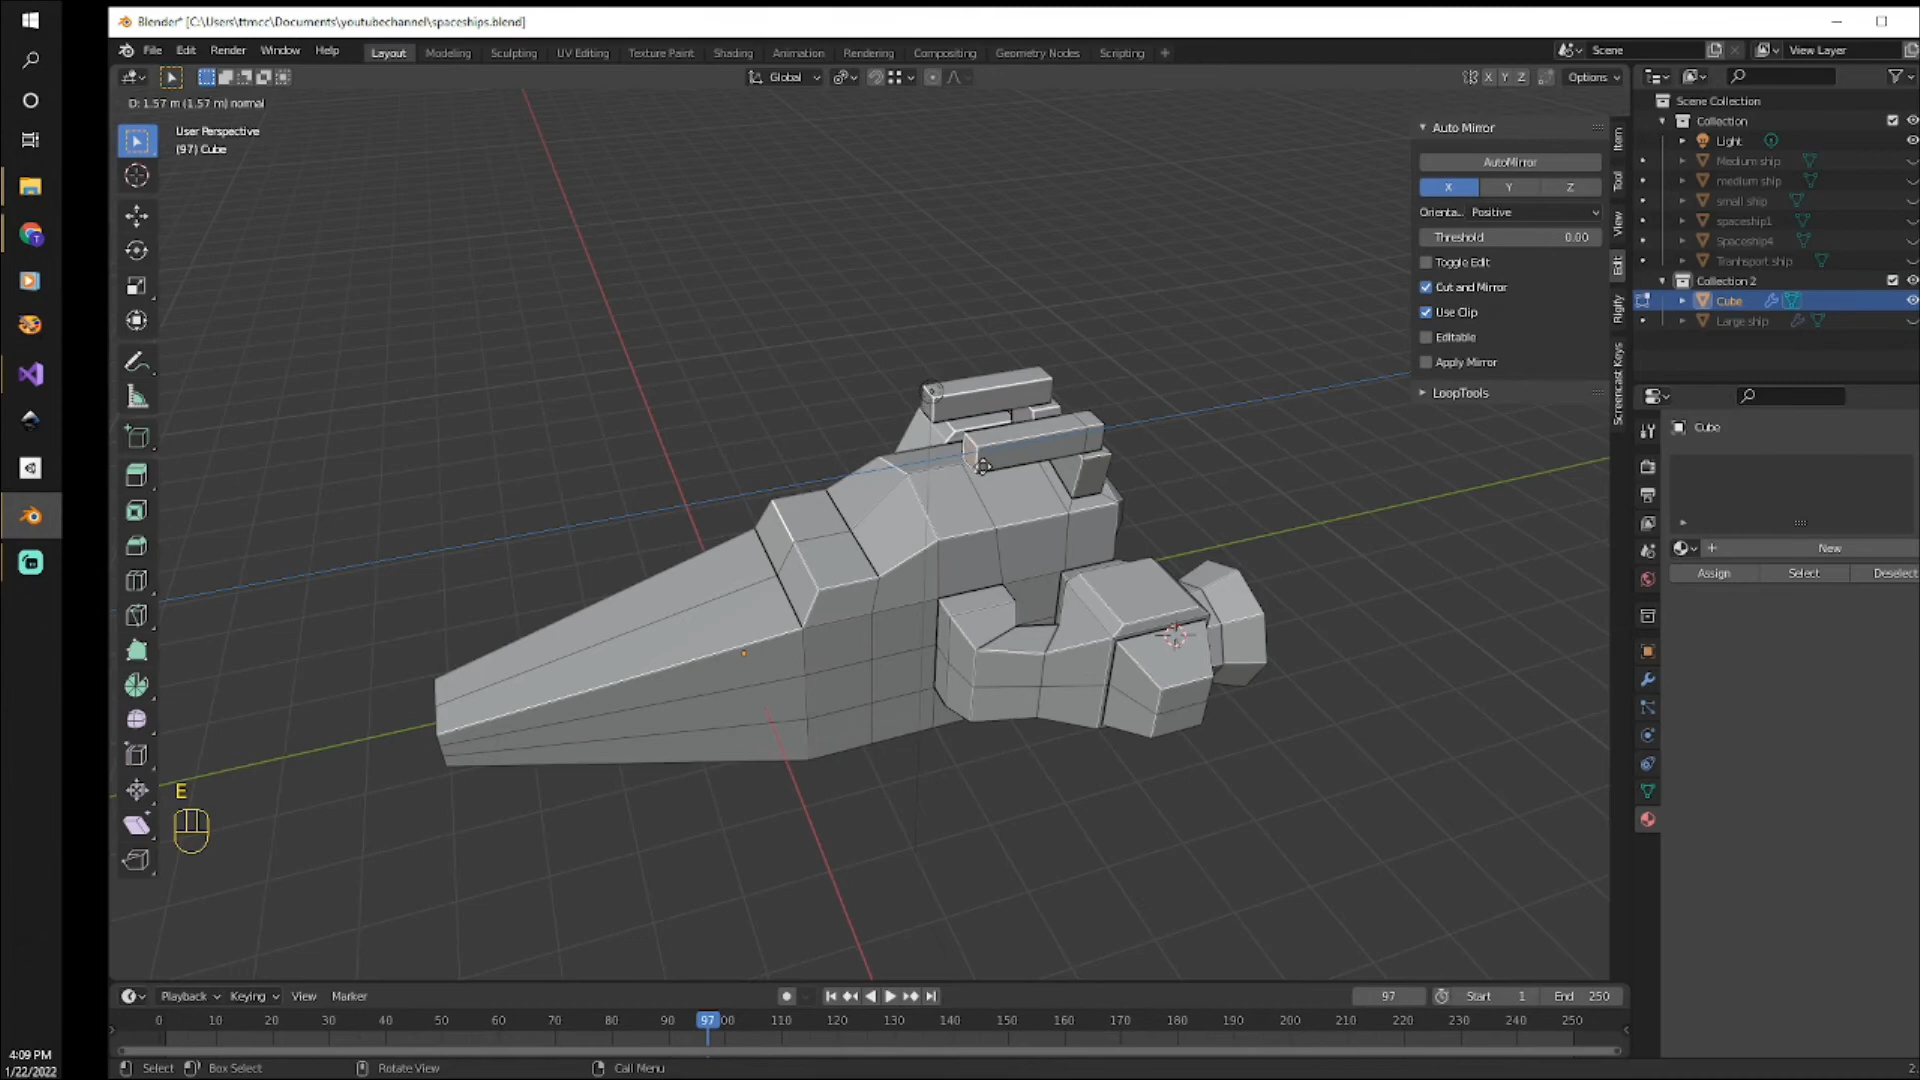 Blender* [C:\Users\ttmcc\Documents\youtubechannel\spaceships.blend]
File Edit Render Window Help Layout Modeling Sculpting UV Editing Texture Paint Shading Animation Rendering Compositing Geometry Nodes Scripting + Scene View Layer
Global X Y Z Options
D: 1.57 m (1.57 m) normal
User Perspective
(97) Cube
Auto Mirror
AutoMirror
X Y Z
Orienta... Positive
Threshold 0.00
Toggle Edit
Cut and Mirror
Use Clip
Editable
Apply Mirror
LoopTools
Item
Tool
View
Edit
Rigify
Screencast Keys
Scene Collection
Collection
Light
Medium ship
medium ship
small ship
spaceship1
Spaceship4
Tranhsport ship
Collection 2
Cube
Large ship
Cube
+ New
Assign Select Deselect
E
Playback Keying View Marker 97 Start 1 End 250
0 10 20 30 40 50 60 70 80 97 00 110 120 130 140 150 160 170 180 190 200 210 220 230 240 250
Select Box Select Rotate View Call Menu 2.
4:09 PM
1/22/2022